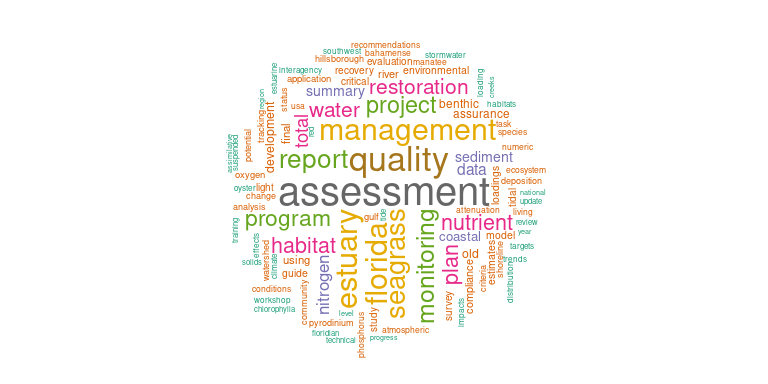 recommendations
southwest bahamense stormwater
hillsborough evaluation manatee
interagency recovery river environmental
estuarine application critical restoration loading creeks
status summary project benthic habitats
region usa water assurance
tracking development final red total management task species
potential report quality sediment numeric
assimilative suspended data ecosystem
oxygen assessment loadings deposition
oyster light tidal national
change attenuation living update
analysis program gulf tide nutrient review
training estuary florida seagrass monitoring coastal model year
effects habitat plan old estimates shoreline targets
solids watershed climate using nitrogen compliance criteria trends
guide distribution
conditions community survey impacts
workshop
chlorophylla level study
pyrodinium phosphorus atmospheric
floridian progress
technical